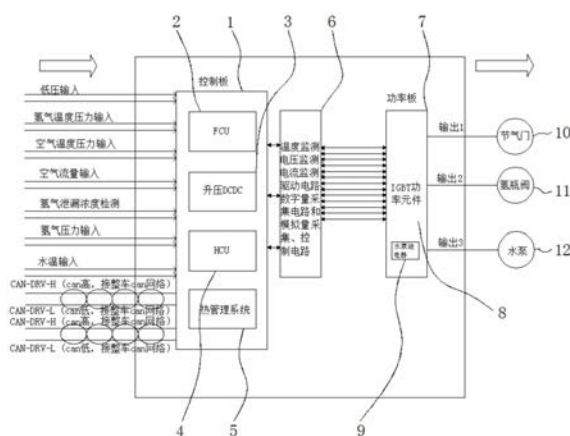 1
2
3
6
7
控制板
功率板
低压输入
氢气温度压力输入
空气温度压力输入
空气流量输入
氢气泄漏浓度检测
氢气压力输入
水温输入
CAN-DRV-H（can高，接整车can网络）
CAN-DRV-L（can低，接整车can网络）
CAN-DRV-H（can高，接整车can网络）
CAN-DRV-L（can低，接整车can网络）
FCU
升压DCDC
HCU
热管理系统
温度监测
电压监测
电流监测
驱动电路
数字量采
集电路和
模拟量采
集、控
制电路
IGBT功
率元件
水泵继
电器
输出1
输出2
输出3
节气门
氢瓶阀
水泵
10
11
12
8
4
5
9